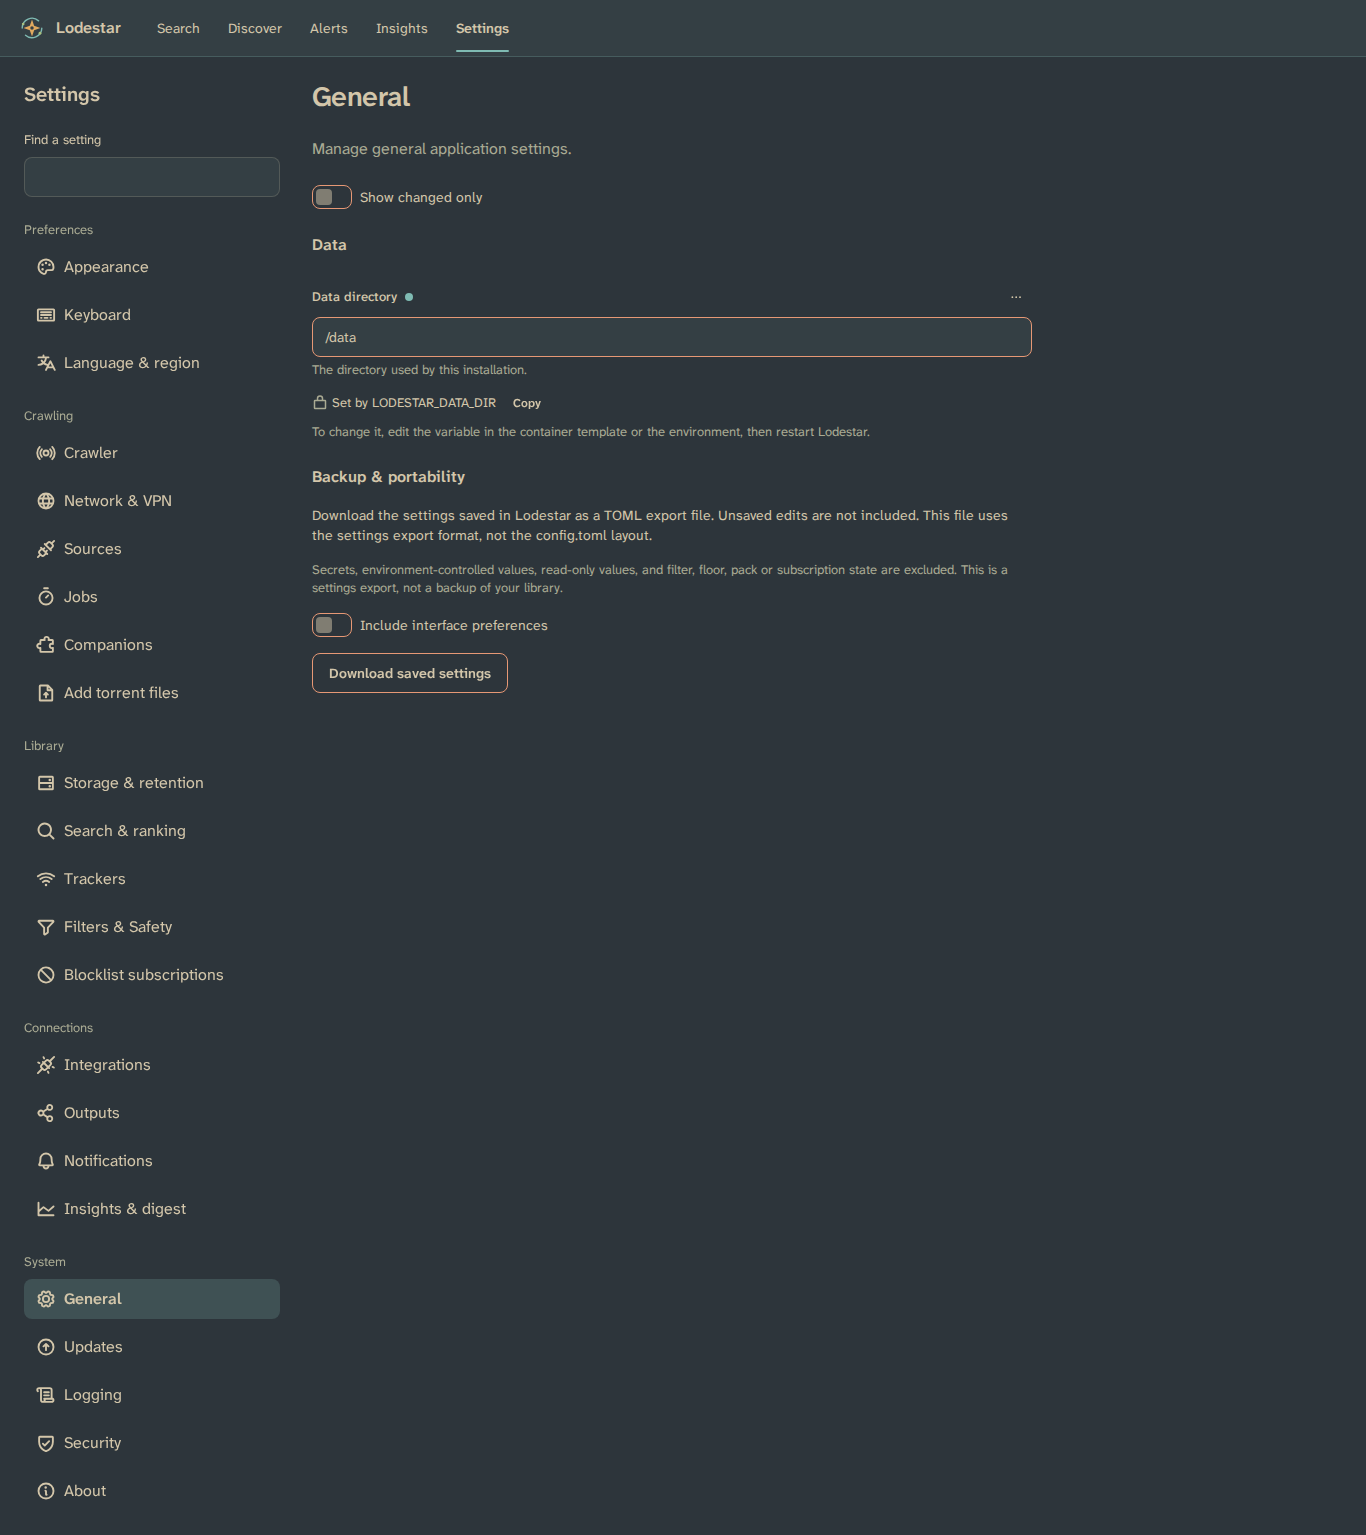 Lodestar
Search
Discover
Alerts
Insights
Settings
Settings
Find a setting
Preferences
Appearance
Keyboard
Language & region
Crawling
Crawler
Network & VPN
Sources
Jobs
Companions
Add torrent files
Library
Storage & retention
Search & ranking
Trackers
Filters & Safety
Blocklist subscriptions
Connections
Integrations
Outputs
Notifications
Insights & digest
System
General
Updates
Logging
Security
About
General
Manage general application settings.
Show changed only
Data
Data directory
...
/data
The directory used by this installation.
Set by LODESTAR_DATA_DIR
Copy
To change it, edit the variable in the container template or the environment, then restart Lodestar.
Backup & portability
Download the settings saved in Lodestar as a TOML export file. Unsaved edits are not included. This file uses
the settings export format, not the config.toml layout.
Secrets, environment-controlled values, read-only values, and filter, floor, pack or subscription state are excluded. This is a
settings export, not a backup of your library.
Include interface preferences
Download saved settings